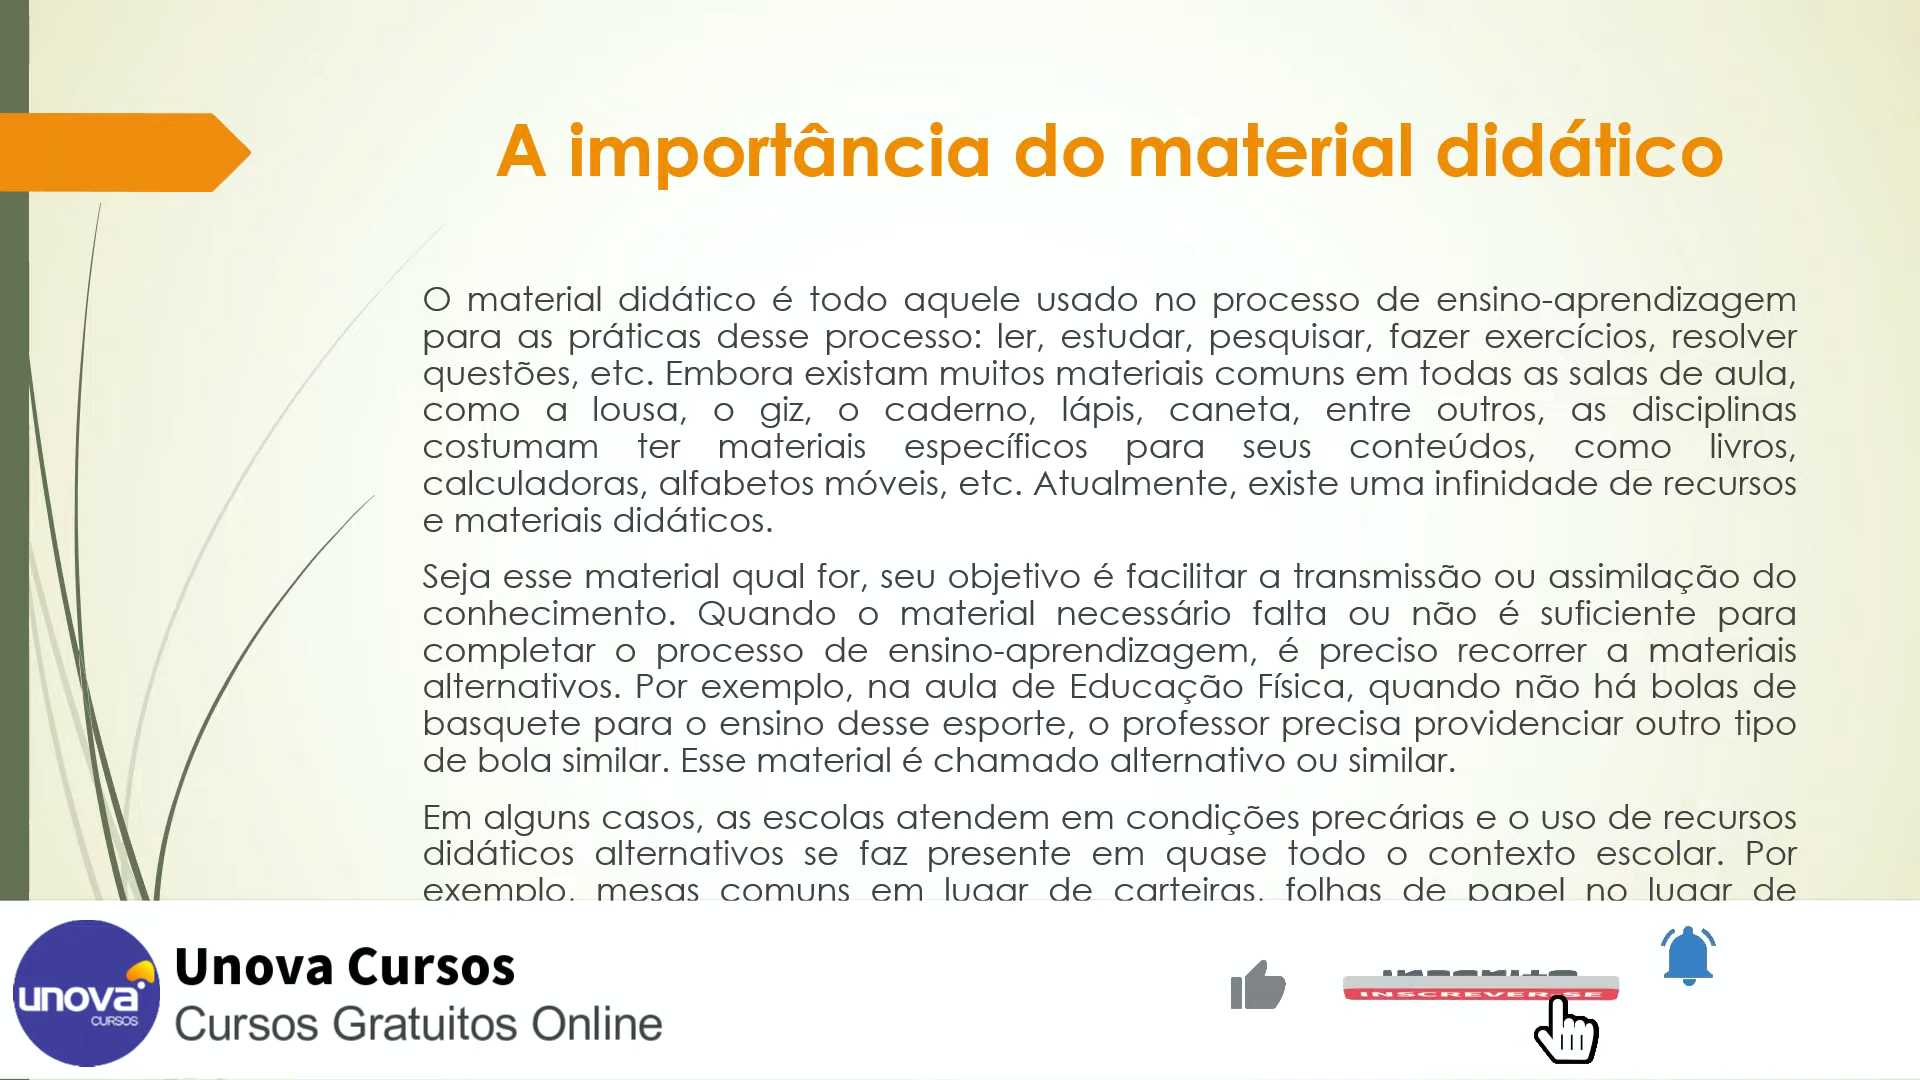 A importância do material didático
O material didático é todo aquele usado no processo de ensino-aprendizagem
para as práticas desse processo: ler, estudar, pesquisar, fazer exercícios, resolver
questões, etc. Embora existam muitos materiais comuns em todas as salas de aula,
como a lousa, o giz, o caderno, lápis, caneta, entre outros, as disciplinas
costumam ter materiais específicos para seus conteúdos, como livros,
calculadoras, alfabetos móveis, etc. Atualmente, existe uma infinidade de recursos
e materiais didáticos.
Seja esse material qual for, seu objetivo é facilitar a transmissão ou assimilação do
conhecimento. Quando o material necessário falta ou não é suficiente para
completar o processo de ensino-aprendizagem, é preciso recorrer a materiais
alternativos. Por exemplo, na aula de Educação Física, quando não há bolas de
basquete para o ensino desse esporte, o professor precisa providenciar outro tipo
de bola similar. Esse material é chamado alternativo ou similar.
Em alguns casos, as escolas atendem em condições precárias e o uso de recursos
didáticos alternativos se faz presente em quase todo o contexto escolar. Por
exemplo, mesas comuns em lugar de carteiras, folhas de papel no lugar de
unova
CURSOS
Unova Cursos
Cursos Gratuitos Online
INSCREVER-SE